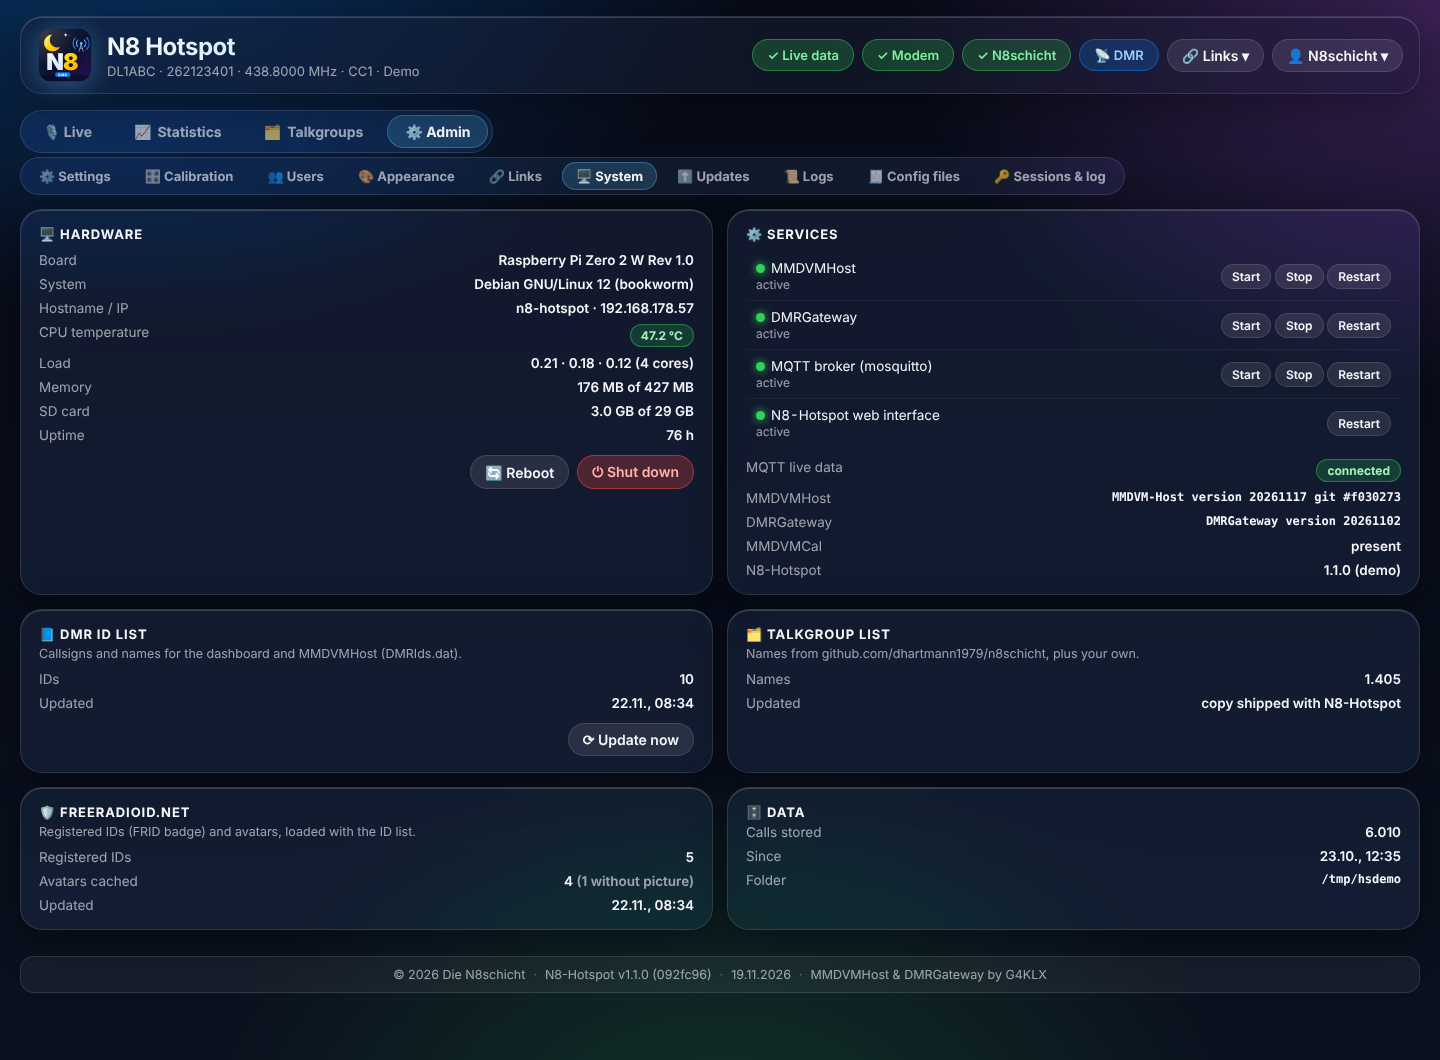 N8
DMR
N8 Hotspot
DL1ABC · 262123401 · 438.8000 MHz · CC1 · Demo
✓ Live data
✓ Modem
✓ N8schicht
📡 DMR
🔗 Links ▾
👤 N8schicht ▾
🎙️ Live
📈 Statistics
🗂️ Talkgroups
⚙️ Admin
⚙️ Settings
🎛️ Calibration
👥 Users
🎨 Appearance
🔗 Links
🖥️ System
⬆️ Updates
📜 Logs
🧾 Config files
🔑 Sessions & log
🖥️ HARDWARE
Board Raspberry Pi Zero 2 W Rev 1.0
System Debian GNU/Linux 12 (bookworm)
Hostname / IP n8-hotspot · 192.168.178.57
CPU temperature 47.2 °C
Load 0.21 · 0.18 · 0.12 (4 cores)
Memory 176 MB of 427 MB
SD card 3.0 GB of 29 GB
Uptime 76 h
🔄 Reboot ⏻ Shut down
⚙️ SERVICES
MMDVMHost
active
Start Stop Restart
DMRGateway
active
Start Stop Restart
MQTT broker (mosquitto)
active
Start Stop Restart
N8-Hotspot web interface
active
Restart
MQTT live data connected
MMDVMHost MMDVM-Host version 20261117 git #f030273
DMRGateway DMRGateway version 20261102
MMDVMCal present
N8-Hotspot 1.1.0 (demo)
📘 DMR ID LIST
Callsigns and names for the dashboard and MMDVMHost (DMRIds.dat).
IDs 10
Updated 22.11., 08:34
⟳ Update now
🗂️ TALKGROUP LIST
Names from github.com/dhartmann1979/n8schicht, plus your own.
Names 1.405
Updated copy shipped with N8-Hotspot
🛡️ FREERADIOID.NET
Registered IDs (FRID badge) and avatars, loaded with the ID list.
Registered IDs 5
Avatars cached 4 (1 without picture)
Updated 22.11., 08:34
🗄️ DATA
Calls stored 6.010
Since 23.10., 12:35
Folder /tmp/hsdemo
© 2026 Die N8schicht · N8-Hotspot v1.1.0 (092fc96) · 19.11.2026 · MMDVMHost & DMRGateway by G4KLX